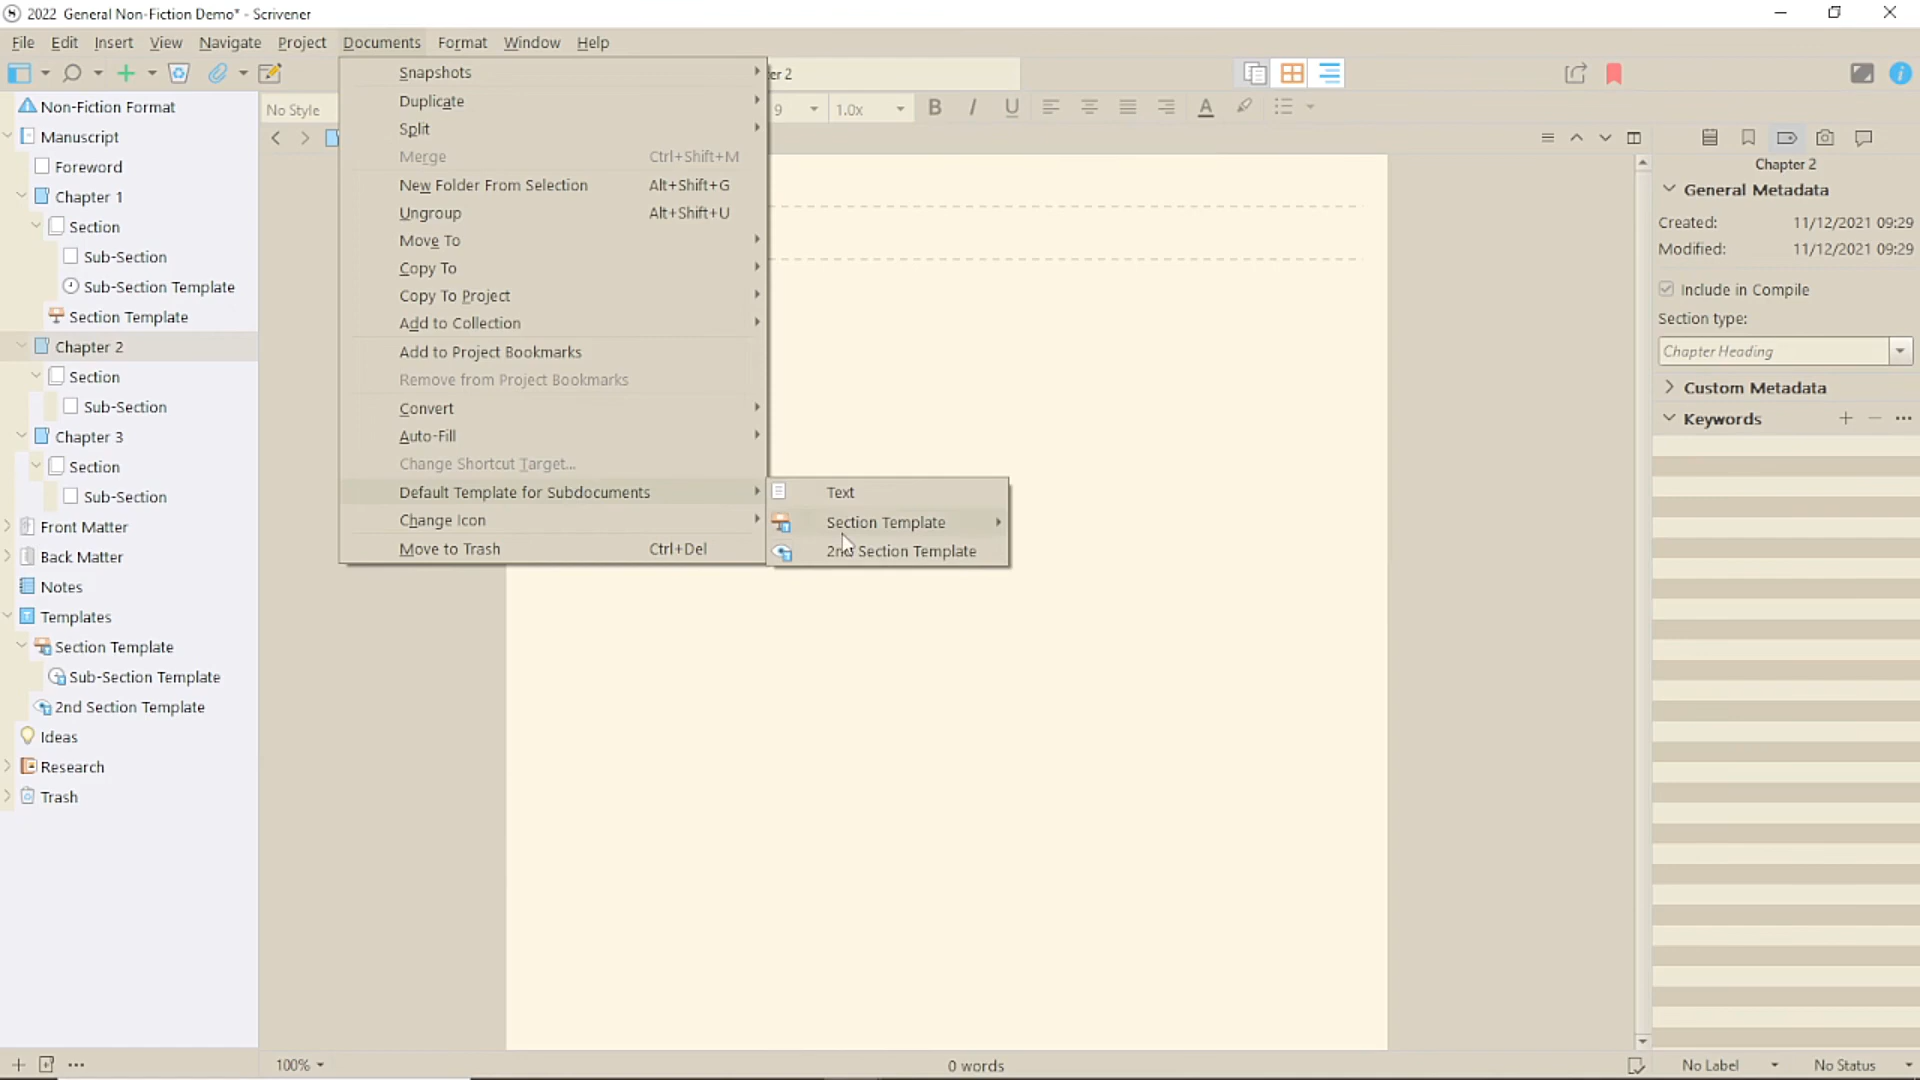 2022 General Non-Fiction Demo* - Scrivener
File Edit Insert View Navigate Project Documents Format Window Help
er 2
No Style
9
1.0x
Non-Fiction Format
Manuscript
Foreword
Chapter 1
Section
Sub-Section
Sub-Section Template
Section Template
Chapter 2
Section
Sub-Section
Chapter 3
Section
Sub-Section
Front Matter
Back Matter
Notes
Templates
Section Template
Sub-Section Template
2nd Section Template
Ideas
Research
Trash
Snapshots
Duplicate
Split
Merge Ctrl+Shift+M
New Folder From Selection Alt+Shift+G
Ungroup Alt+Shift+U
Move To
Copy To
Copy To Project
Add to Collection
Add to Project Bookmarks
Remove from Project Bookmarks
Convert
Auto-Fill
Change Shortcut Target...
Default Template for Subdocuments
Change Icon
Move to Trash Ctrl+Del
Text
Section Template
2nd Section Template
Chapter 2
General Metadata
Created: 11/12/2021 09:29
Modified: 11/12/2021 09:29
Include in Compile
Section type:
Chapter Heading
Custom Metadata
Keywords
100%
0 words
No Label
No Status